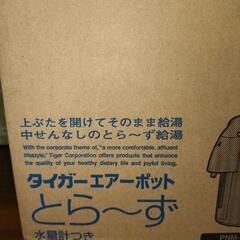 上ぶたを開けてそのまま給湯
中せんなしのとら〜ず給湯
With the corporate theme of, "a more comfortable, affluent
lifestyle," Tiger Corporation offers products that enhance
the quality of your healthy dietary life and joyful life.
タイガーエアーポット
とら〜ず
水量計つき
PNM